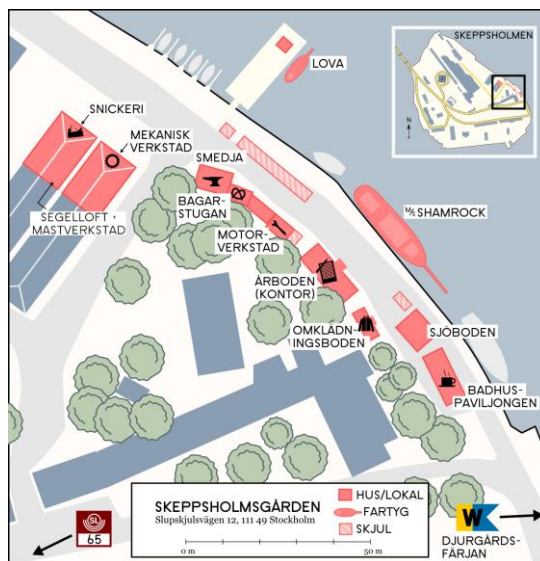 SKEPPSHOLMEN
N
LOVA
SNICKERI
MEKANISK
VERKSTAD
SMEDJA
SEGELLOFT +
MASTVERKSTAD
BAGAR-
STUGAN
MOTOR-
VERKSTAD
M/S SHAMROCK
ÅRBODEN
(KONTOR)
OMKLÄDN-
INGSBODEN
SJÖBODEN
BADHUS-
PAVILJONGEN
SKEPPSHOLMSGÅRDEN
Slupskjulsvägen 12, 111 49 Stockholm
0 m 50 m
HUS/LOKAL
FARTYG
SKJUL
SL
65
W
DJURGÅRDS-
FÄRJAN